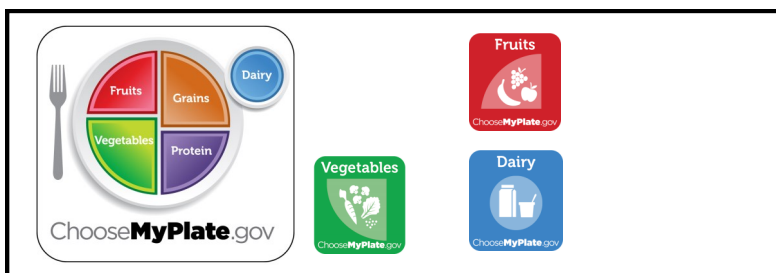 Fruits
Grains
Dairy
Vegetables
Protein
ChooseMyPlate.gov
Vegetables
ChooseMyPlate.gov
Fruits
ChooseMyPlate.gov
Dairy
ChooseMyPlate.gov